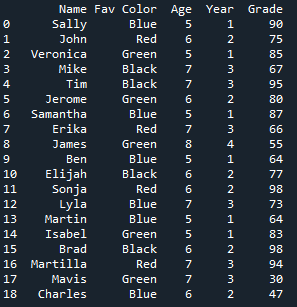 Name Fav Color Age Year Grade
0 Sally Blue 5 1 90
1 John Red 6 2 75
2 Veronica Green 5 1 85
3 Mike Black 7 3 67
4 Tim Black 7 3 95
5 Jerome Green 6 2 80
6 Samantha Blue 5 1 87
7 Erika Red 7 3 66
8 James Green 8 4 55
9 Ben Blue 5 1 64
10 Elijah Black 6 2 77
11 Sonja Red 6 2 98
12 Lyla Blue 7 3 73
13 Martin Blue 5 1 64
14 Isabel Green 5 1 83
15 Brad Black 6 2 98
16 Martilla Red 7 3 94
17 Mavis Green 7 3 30
18 Charles Blue 6 2 47